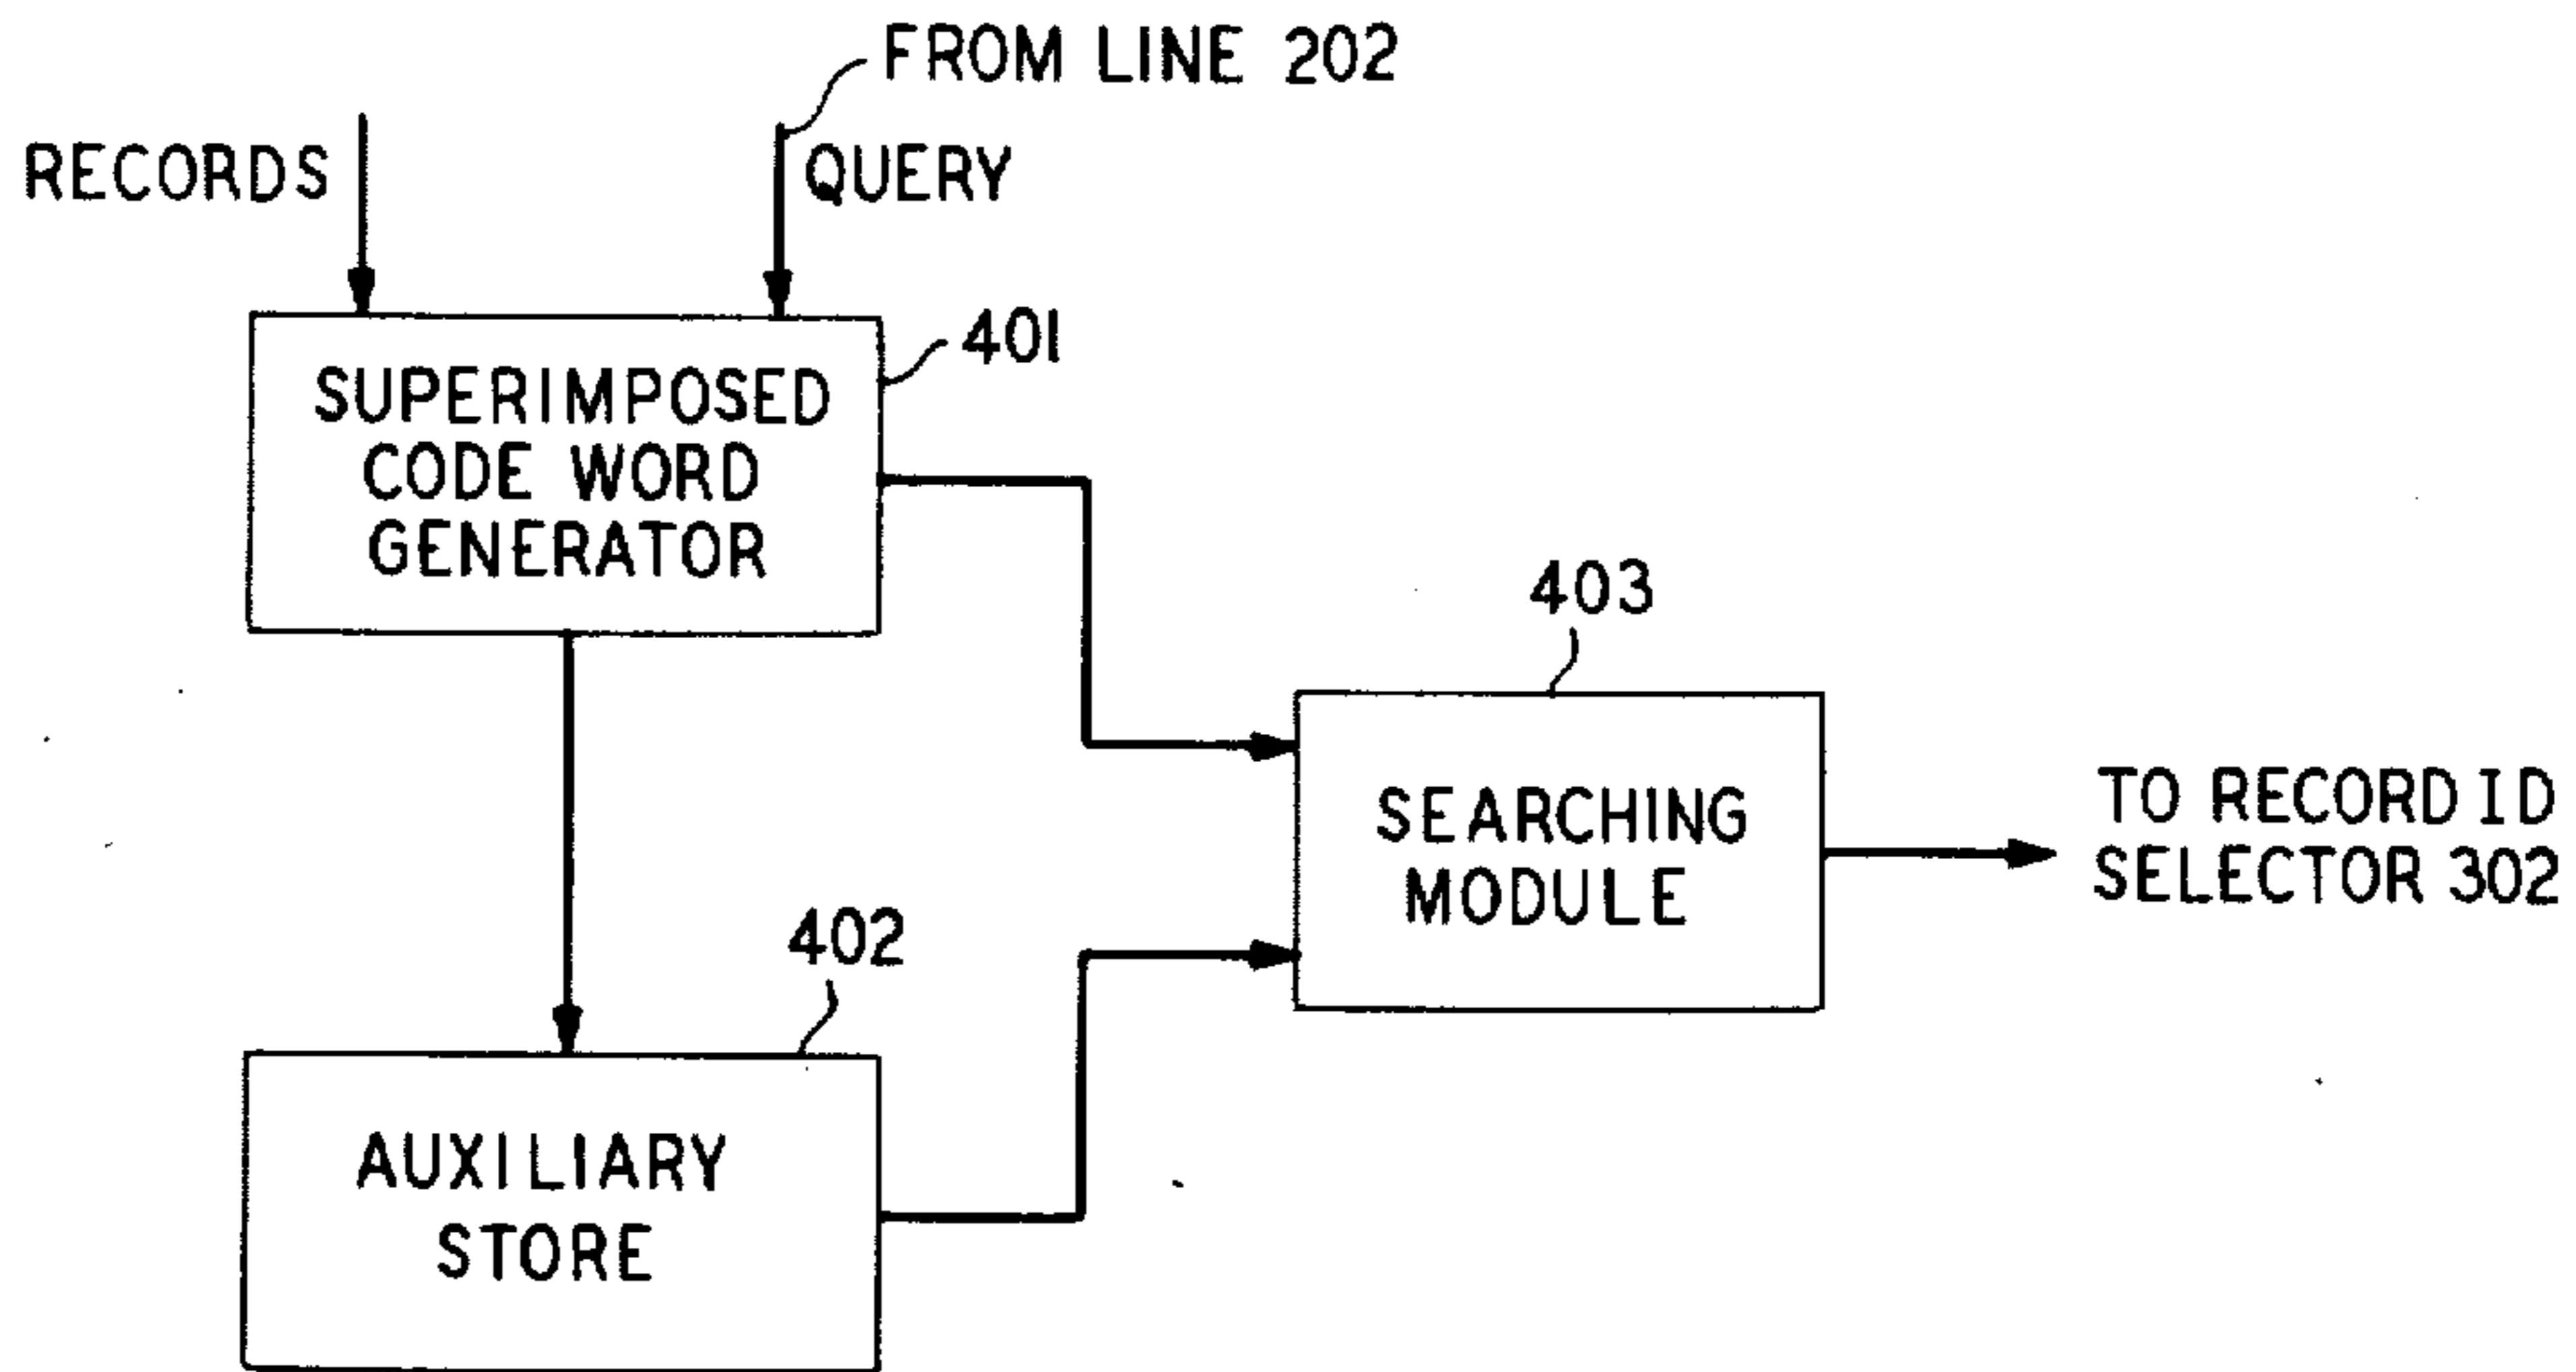 FROM LINE 202
RECORDS
QUERY
401
SUPERIMPOSED
CODE WORD
GENERATOR
403
SEARCHING
MODULE
TO RECORD ID
SELECTOR 302
402
AUXILIARY
STORE